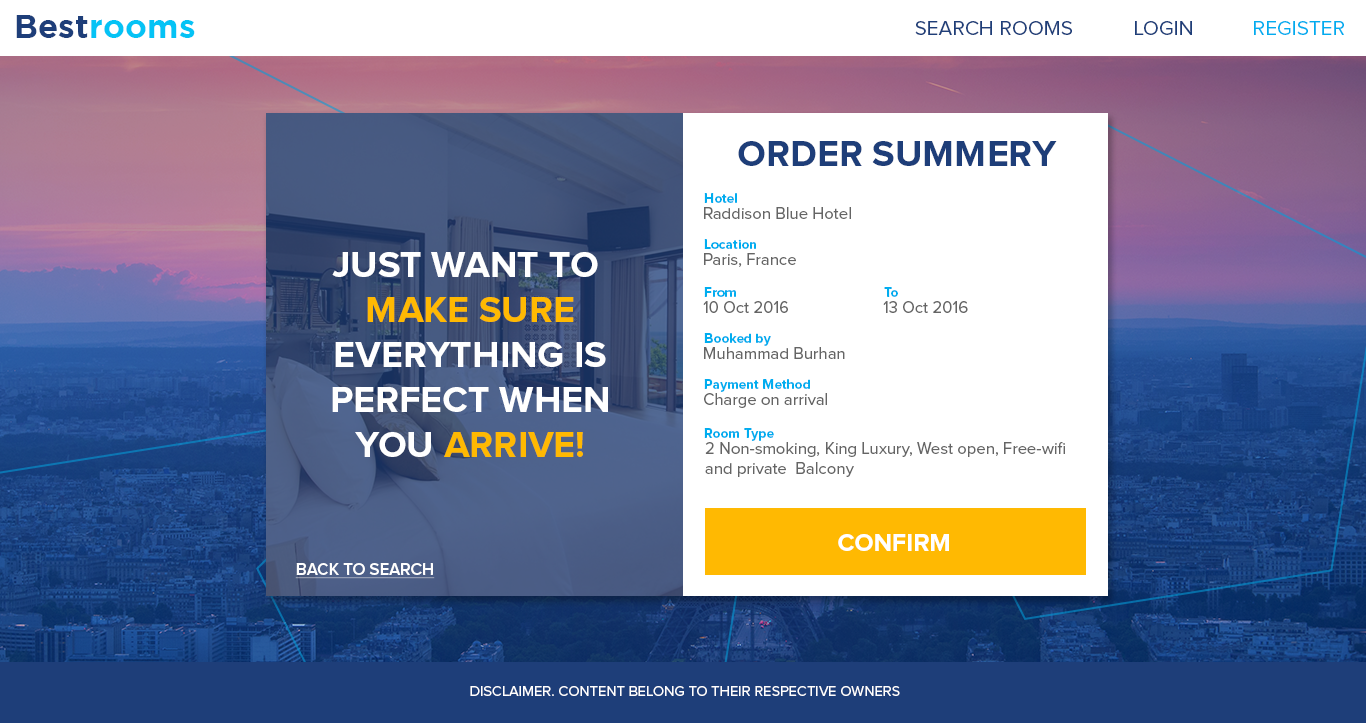 Bestrooms
SEARCH ROOMS LOGIN REGISTER
JUST WANT TO
MAKE SURE
EVERYTHING IS
PERFECT WHEN
YOU ARRIVE!
BACK TO SEARCH
ORDER SUMMERY
Hotel
Raddison Blue Hotel
Location
Paris, France
From To
10 Oct 2016 13 Oct 2016
Booked by
Muhammad Burhan
Payment Method
Charge on arrival
Room Type
2 Non-smoking, King Luxury, West open, Free-wifi
and private  Balcony
CONFIRM
DISCLAIMER. CONTENT BELONG TO THEIR RESPECTIVE OWNERS